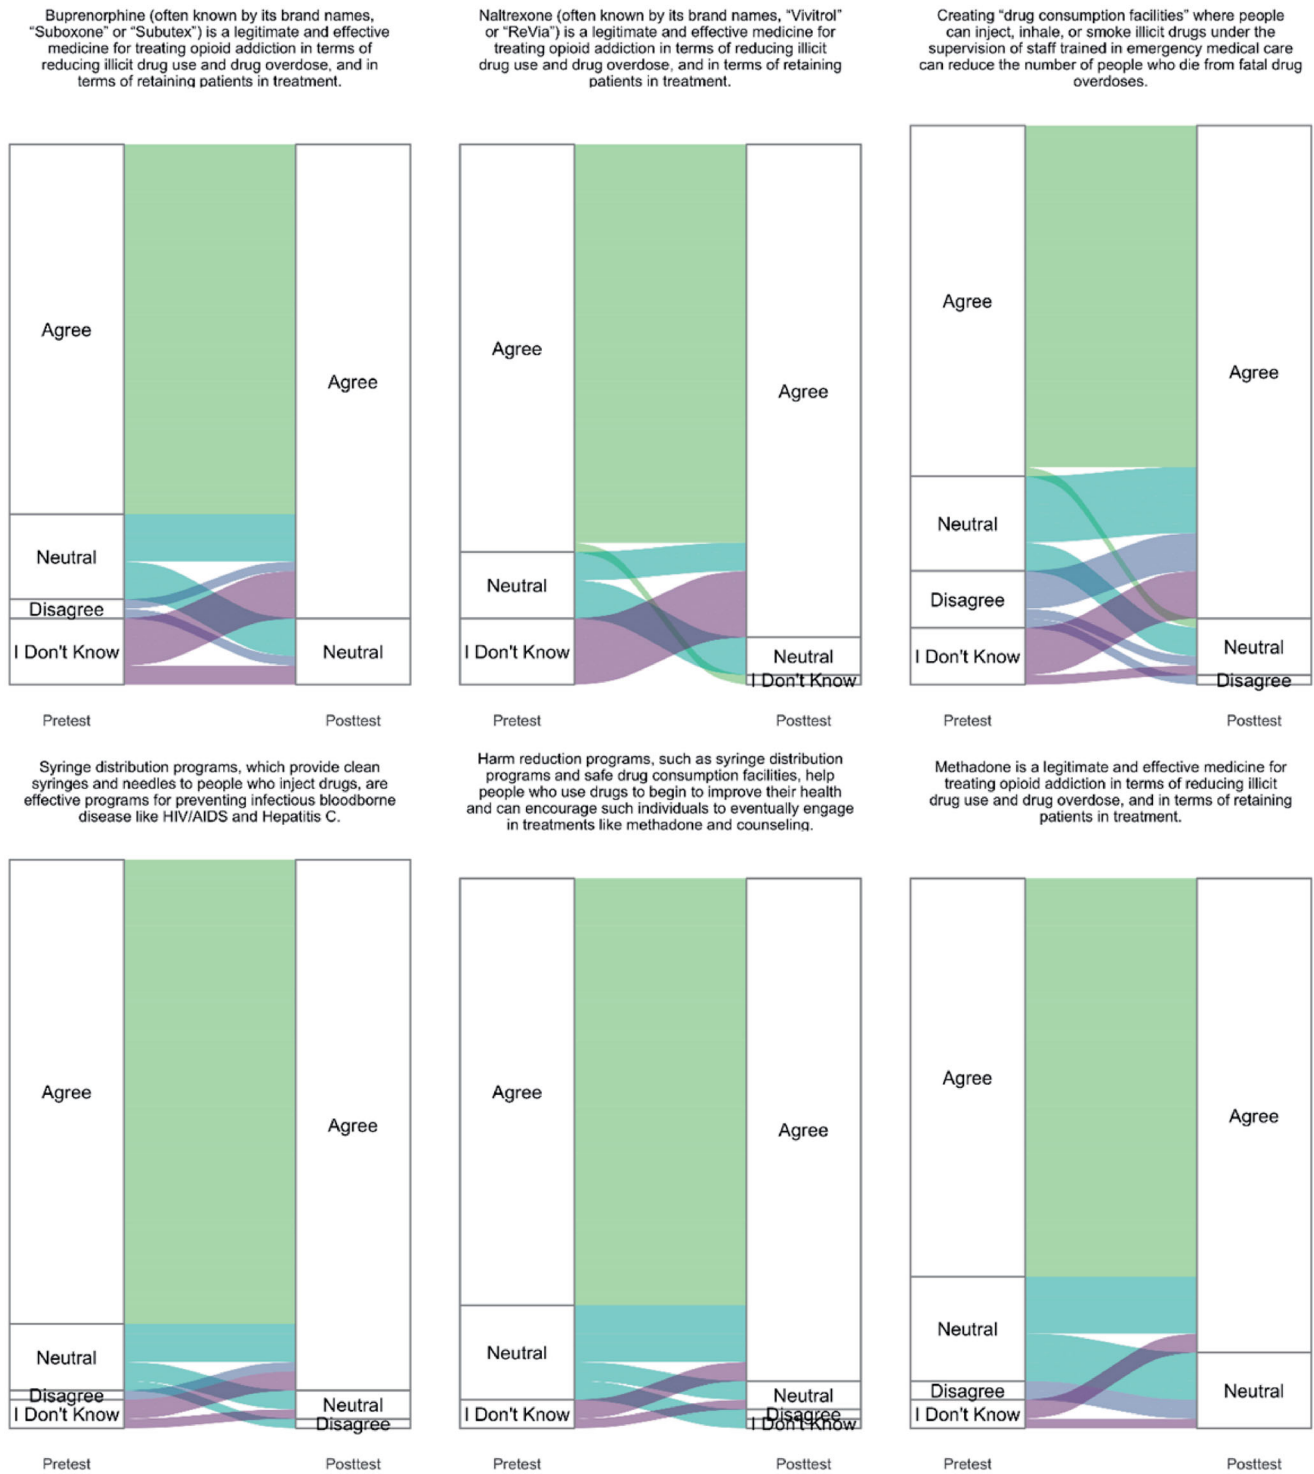 Buprenorphine (often known by its brand names,
“Suboxone” or “Subutex”) is a legitimate and effective
medicine for treating opioid addiction in terms of
reducing illicit drug use and drug overdose, and in
terms of retaining patients in treatment.
Agree
Neutral
Disagree
I Don't Know
Agree
Neutral
Pretest
Posttest
Naltrexone (often known by its brand names, “Vivitrol”
or “ReVia”) is a legitimate and effective medicine for
treating opioid addiction in terms of reducing illicit
drug use and drug overdose, and in terms of retaining
patients in treatment.
Agree
Neutral
I Don't Know
Agree
Neutral
I Don't Know
Pretest
Posttest
Creating “drug consumption facilities” where people
can inject, inhale, or smoke illicit drugs under the
supervision of staff trained in emergency medical care
can reduce the number of people who die from fatal drug
overdoses.
Agree
Neutral
Disagree
I Don't Know
Agree
Neutral
Disagree
Pretest
Posttest
Syringe distribution programs, which provide clean
syringes and needles to people who inject drugs, are
effective programs for preventing infectious bloodborne
disease like HIV/AIDS and Hepatitis C.
Agree
Neutral
Disagree
I Don't Know
Agree
Neutral
Disagree
Pretest
Posttest
Harm reduction programs, such as syringe distribution
programs and safe drug consumption facilities, help
people who use drugs to begin to improve their health
and can encourage such individuals to eventually engage
in treatments like methadone and counseling.
Agree
Neutral
I Don't Know
Agree
Neutral
Disagree
I Don't Know
Pretest
Posttest
Methadone is a legitimate and effective medicine for
treating opioid addiction in terms of reducing illicit
drug use and drug overdose, and in terms of retaining
patients in treatment.
Agree
Neutral
Disagree
I Don't Know
Agree
Neutral
Pretest
Posttest